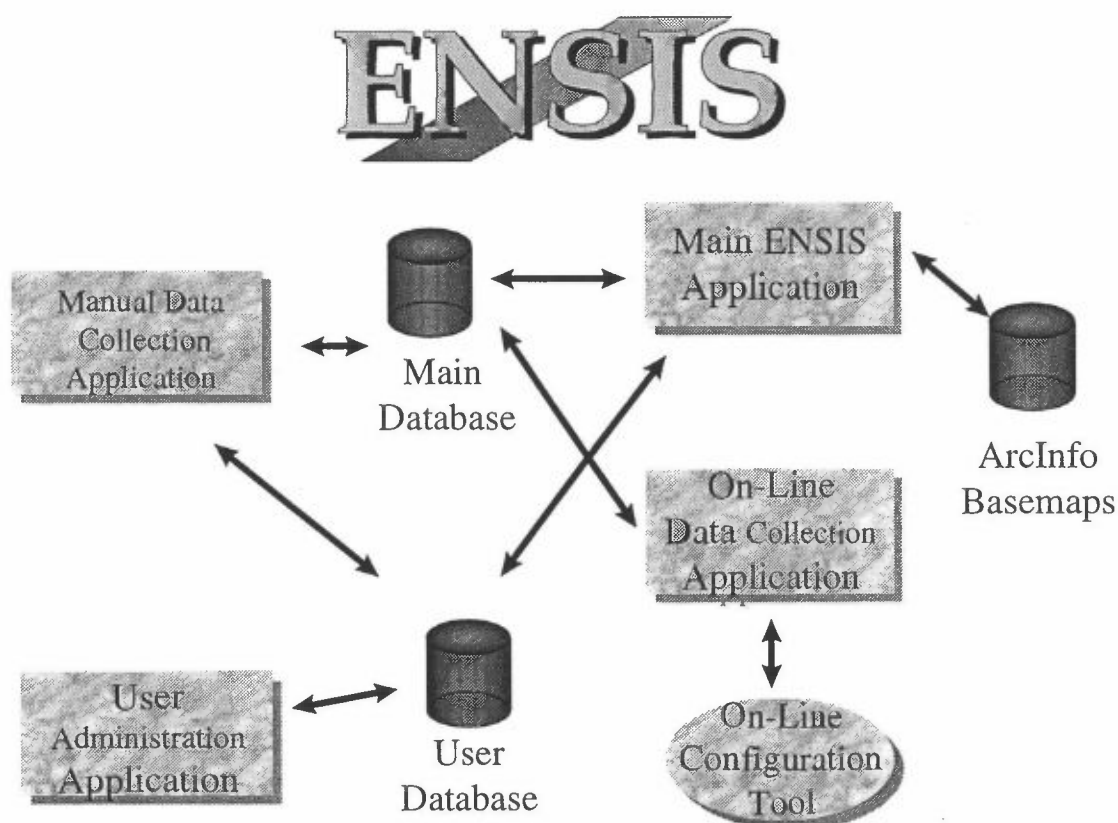 ENSIS
Main ENSIS
Application
Manual Data
Collection
Application
Main
Database
ArcInfo
Basemaps
On-Line
Data Collection
Application
User
Administration
Application
User
Database
On-Line
Configuration
Tool